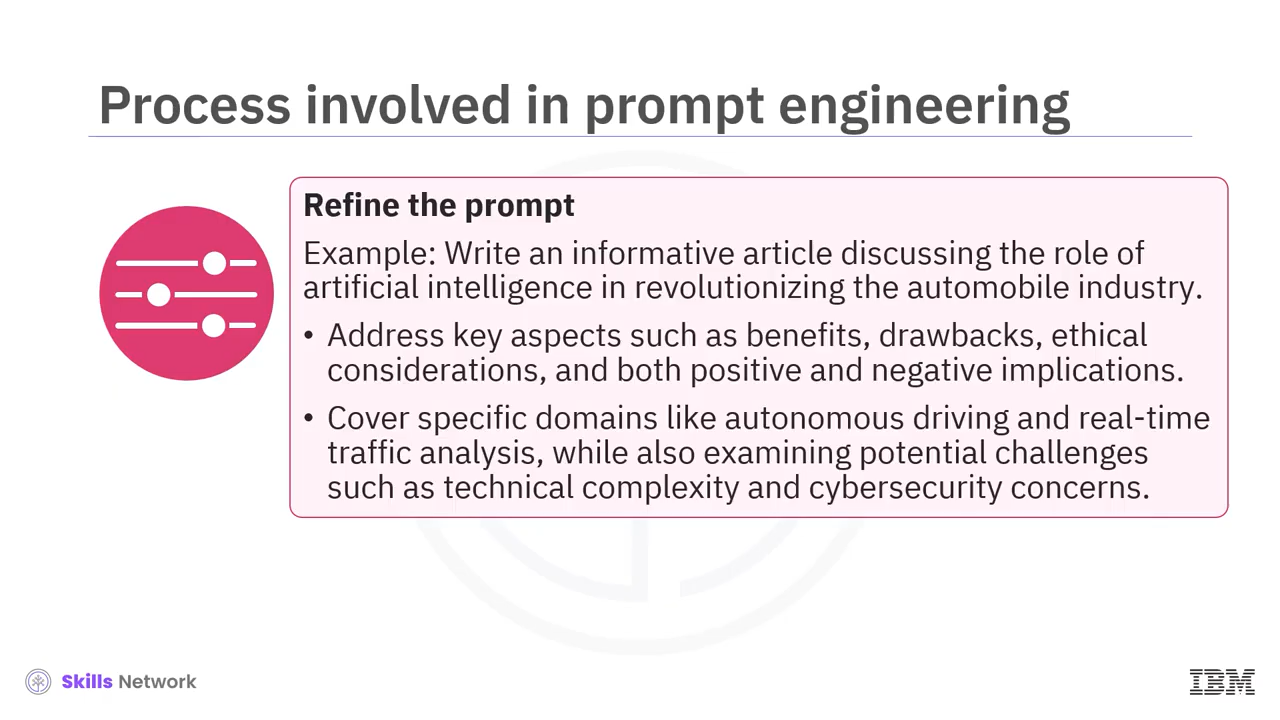 Process involved in prompt engineering
Refine the prompt
Example: Write an informative article discussing the role of
artificial intelligence in revolutionizing the automobile industry.
• Address key aspects such as benefits, drawbacks, ethical
considerations, and both positive and negative implications.
• Cover specific domains like autonomous driving and real-time
traffic analysis, while also examining potential challenges
such as technical complexity and cybersecurity concerns.
Skills Network
IBM